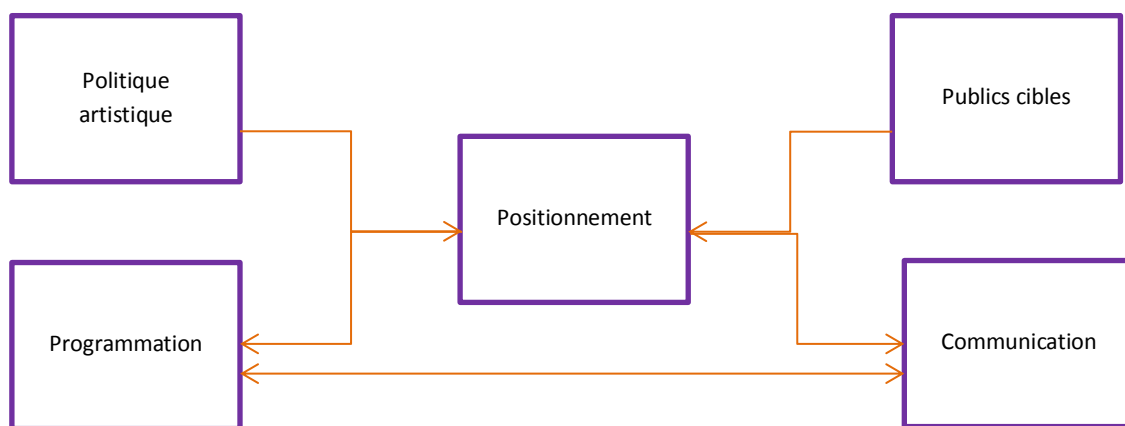 Politique
artistique
Publics cibles
Positionnement
Programmation
Communication